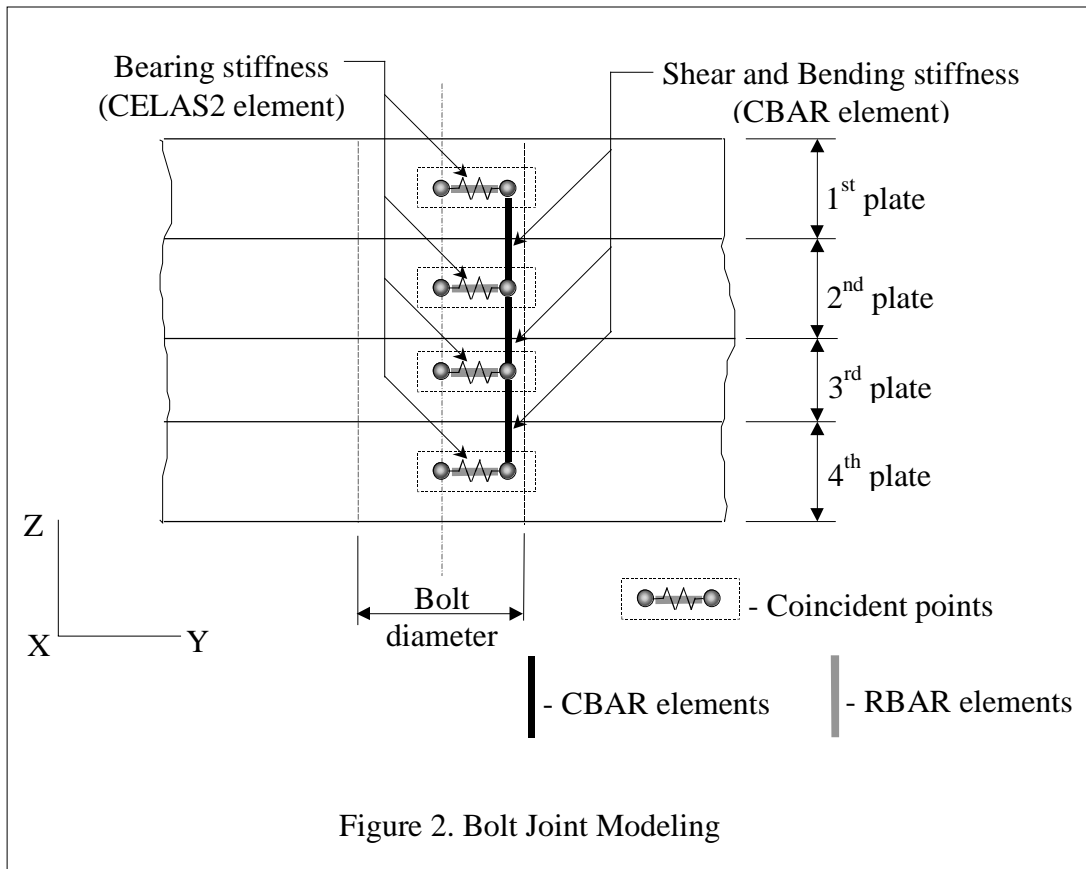 Bearing stiffness
(CELAS2 element)
Shear and Bending stiffness
(CBAR element)
1st plate
2nd plate
3rd plate
4th plate
Z
X
Y
Bolt
diameter
- Coincident points
- CBAR elements
- RBAR elements
Figure 2. Bolt Joint Modeling